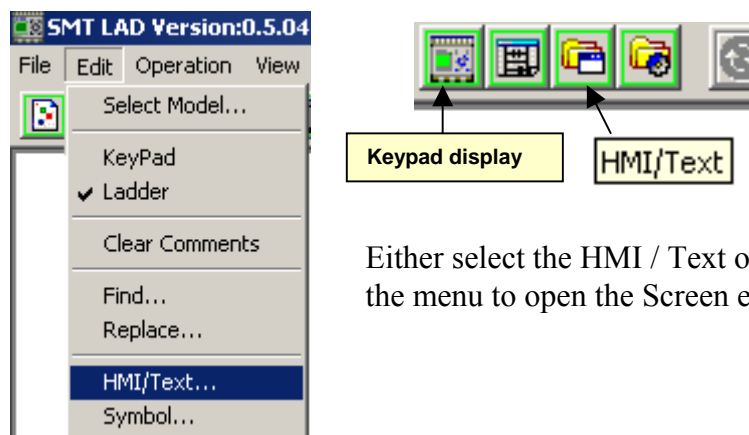 SMT LAD Version:0.5.04
File Edit Operation View
Select Model...
KeyPad
Ladder
Clear Comments
Find...
Replace...
HMI/Text...
Symbol...
Keypad display
HMI/Text
Either select the HMI / Text
the menu to open the Screen